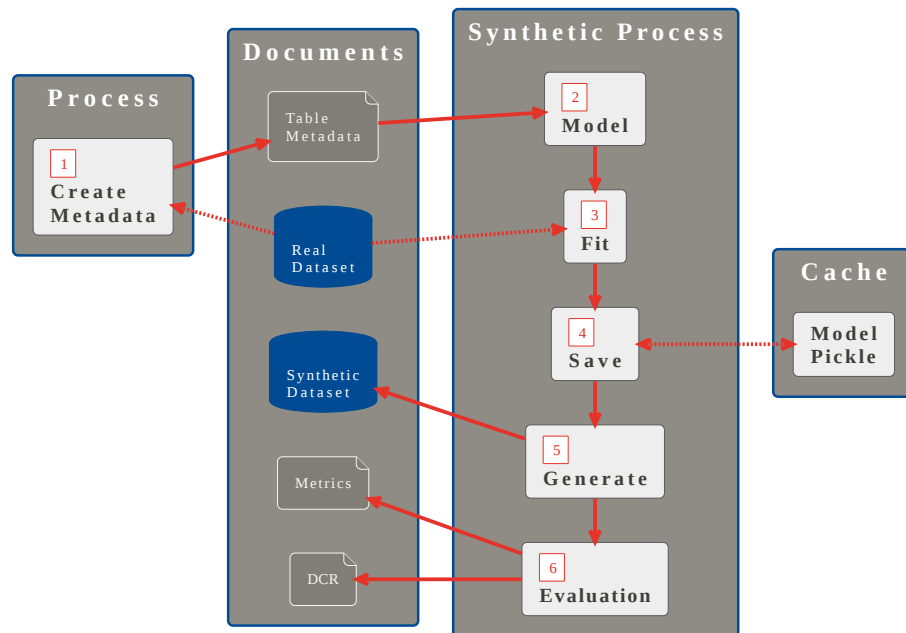 Process
1
Create
Metadata
Documents
Table
Metadata
Real
Dataset
Synthetic
Dataset
Metrics
DCR
Synthetic Process
2
Model
3
Fit
4
Save
5
Generate
6
Evaluation
Cache
Model
Pickle